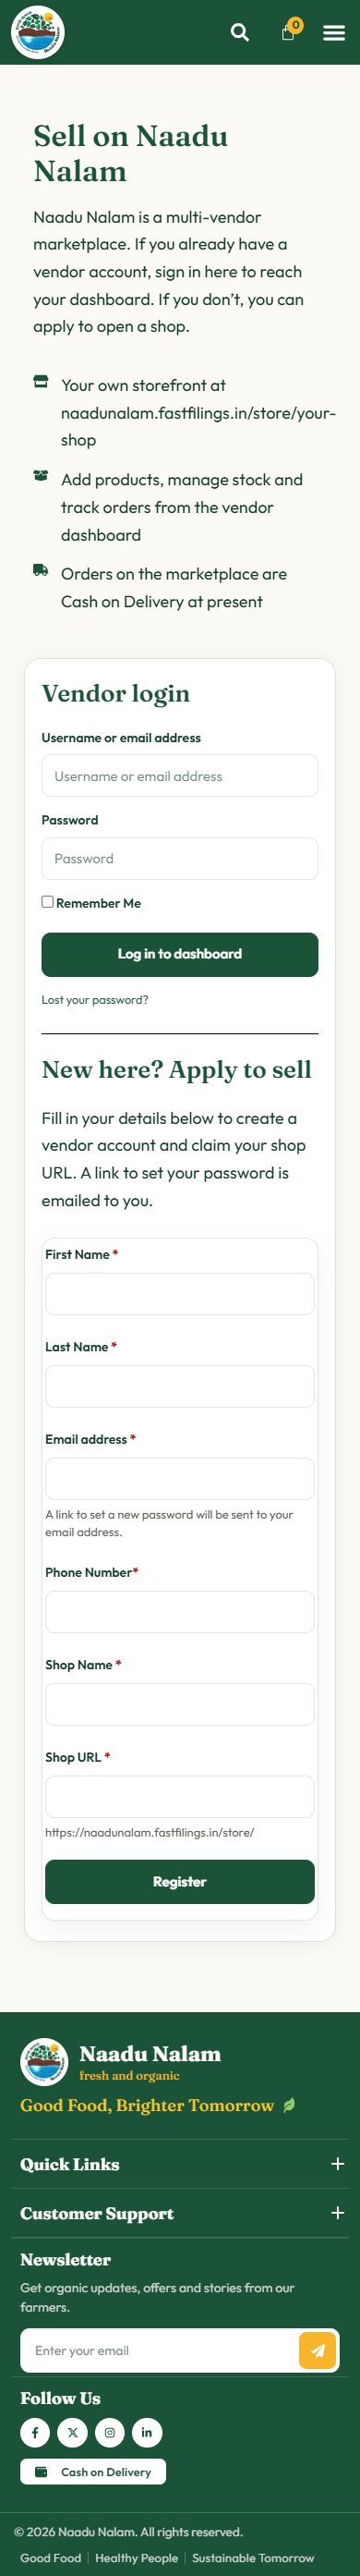 0
Sell on Naadu
Nalam
Naadu Nalam is a multi-vendor
marketplace. If you already have a
vendor account, sign in here to reach
your dashboard. If you don’t, you can
apply to open a shop.
Your own storefront at
naadunalam.fastfilings.in/store/your-
shop
Add products, manage stock and
track orders from the vendor
dashboard
Orders on the marketplace are
Cash on Delivery at present
Vendor login
Username or email address
Username or email address
Password
Password
Remember Me
Log in to dashboard
Lost your password?
New here? Apply to sell
Fill in your details below to create a
vendor account and claim your shop
URL. A link to set your password is
emailed to you.
First Name *
Last Name *
Email address *
A link to set a new password will be sent to your
email address.
Phone Number*
Shop Name *
Shop URL *
https://naadunalam.fastfilings.in/store/
Register
Naadu Nalam
fresh and organic
Good Food, Brighter Tomorrow
Quick Links
Customer Support
Newsletter
Get organic updates, offers and stories from our
farmers.
Enter your email
Follow Us
Cash on Delivery
© 2026 Naadu Nalam. All rights reserved.
Good Food | Healthy People | Sustainable Tomorrow